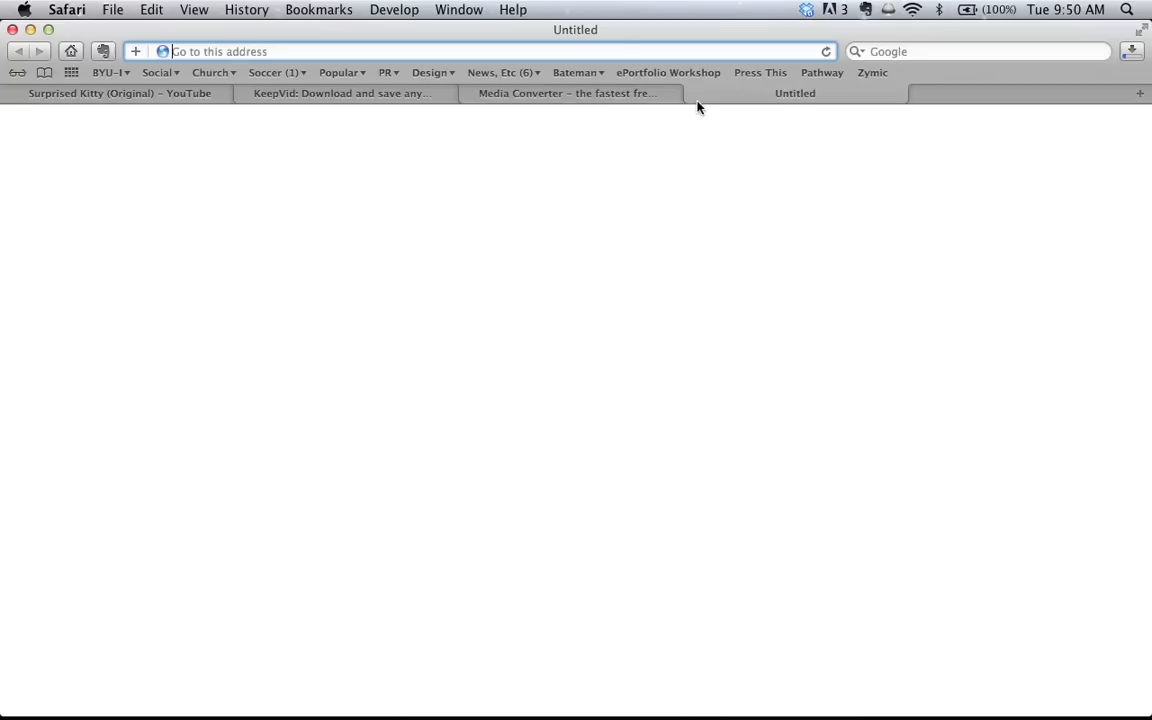 Safari File Edit View History Bookmarks Develop Window Help 3 (100%) Tue 9:50 AM
Untitled
Go to this address Google
BYU-I Social Church Soccer (1) Popular PR Design News, Etc (6) Bateman ePortfolio Workshop Press This Pathway Zymic
Surprised Kitty (Original) – YouTube KeepVid: Download and save any... Media Converter – the fastest fre... Untitled